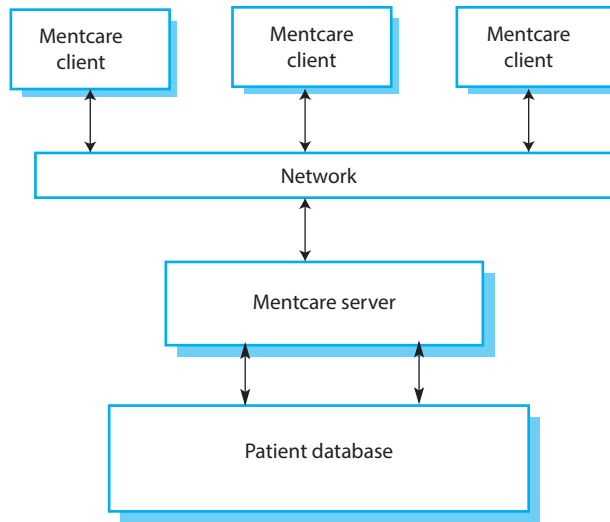 Mentcare
client
Mentcare
client
Mentcare
client
Network
Mentcare server
Patient database